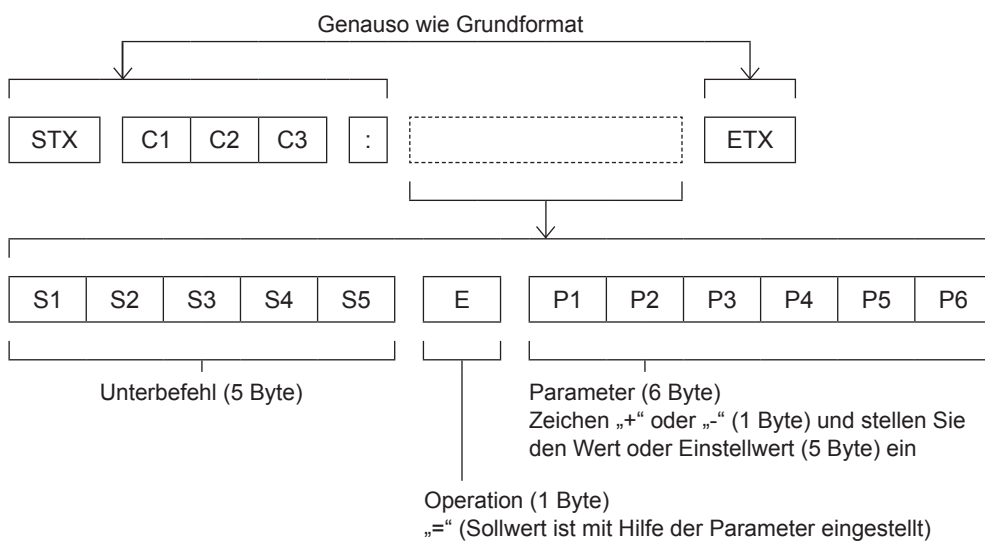 Genauso wie Grundformat
STX C1 C2 C3 : ETX
S1 S2 S3 S4 S5 E P1 P2 P3 P4 P5 P6
Unterbefehl (5 Byte)
Parameter (6 Byte)
Zeichen „+“ oder „-“ (1 Byte) und stellen Sie
den Wert oder Einstellwert (5 Byte) ein
Operation (1 Byte)
„=“ (Sollwert ist mit Hilfe der Parameter eingestellt)